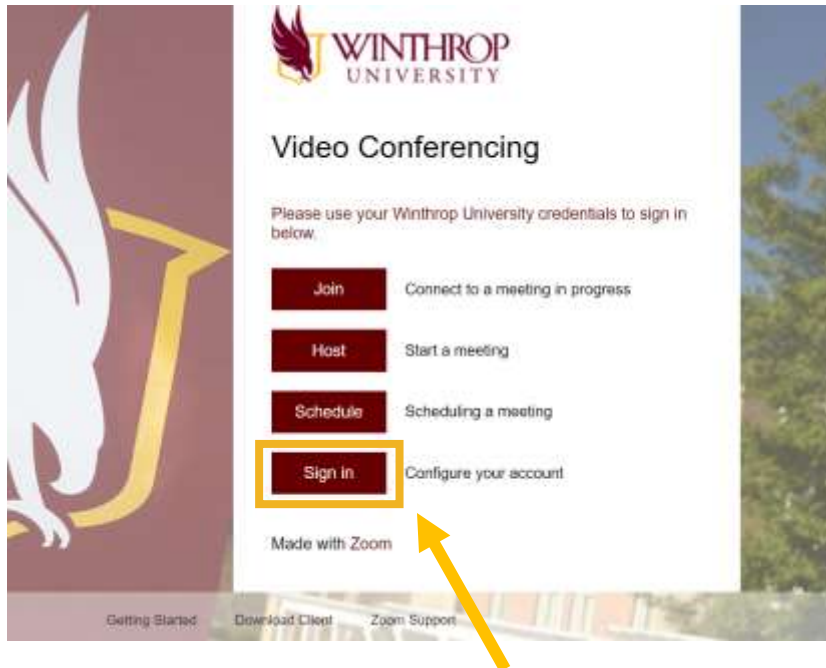 WINTHROP
UNIVERSITY
Video Conferencing
Please use your Winthrop University credentials to sign in
below.
Join Connect to a meeting in progress
Host Start a meeting
Schedule Scheduling a meeting
Sign in Configure your account
Made with Zoom
Getting Started Download Client Zoom Support